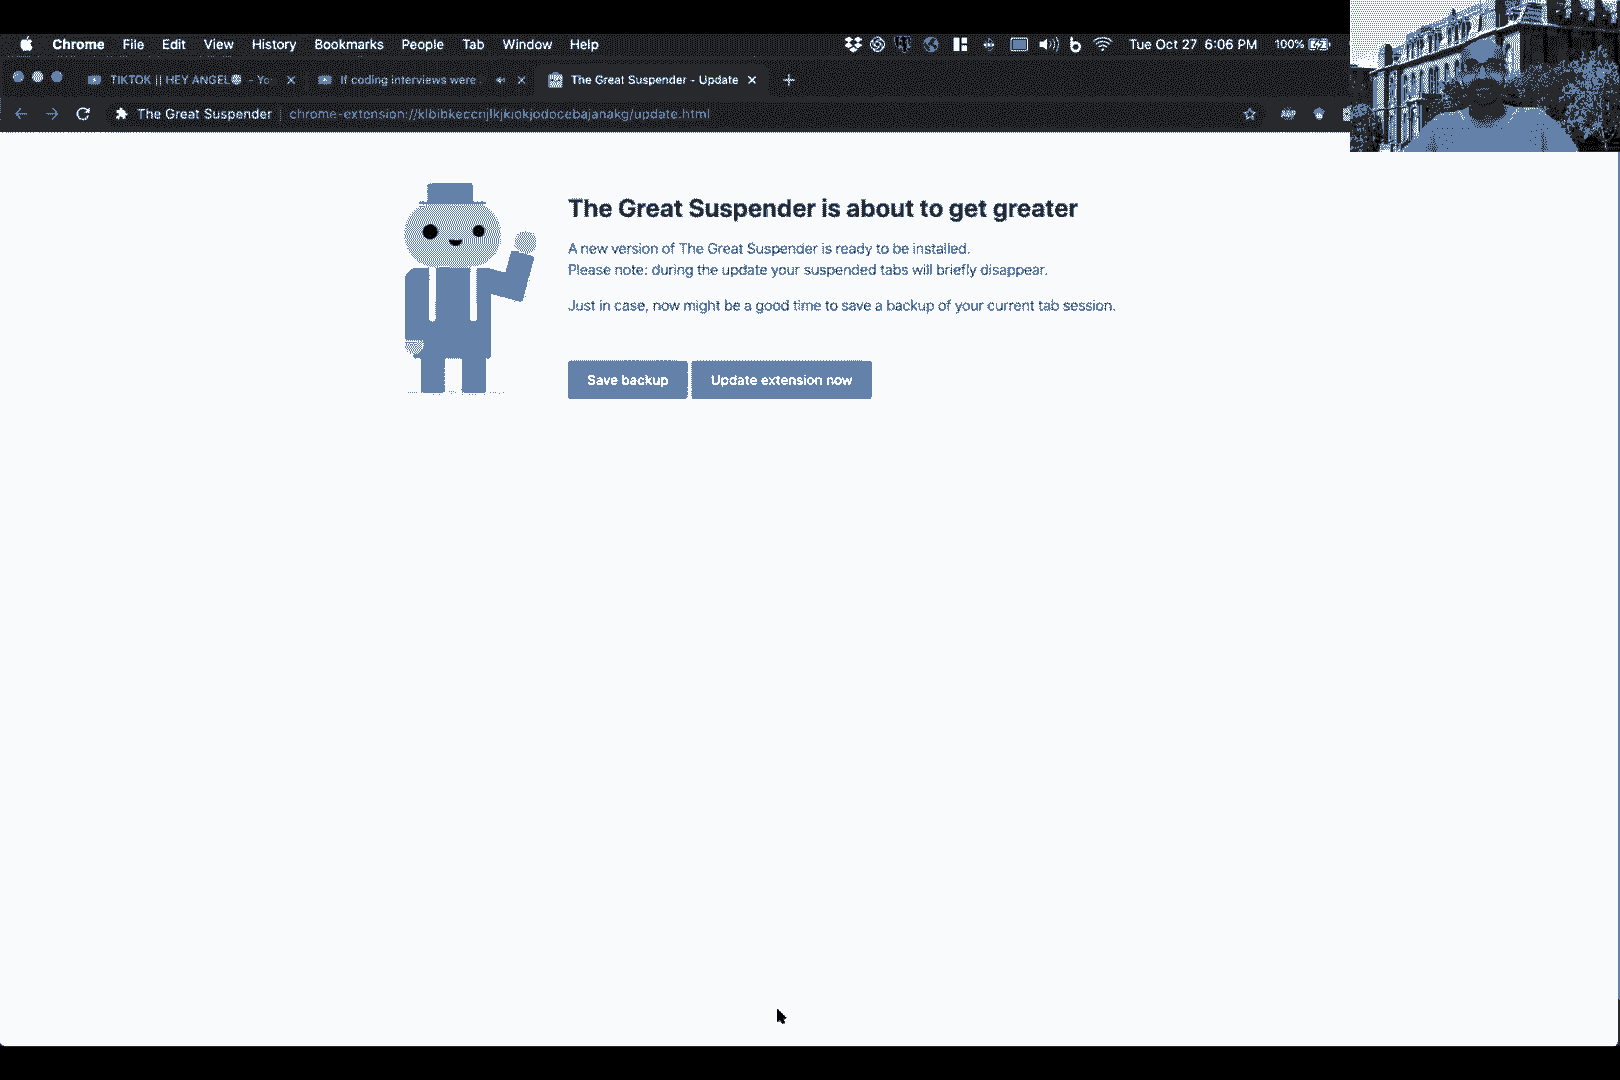 Chrome File Edit View History Bookmarks People Tab Window Help Tue Oct 27 6:06 PM 100%
TIKTOK || HEY ANGEL - Yo If coding interviews were The Great Suspender - Update
The Great Suspender | chrome-extension://klbibkeccnjlkjkiokjodocebajanakg/update.html
The Great Suspender is about to get greater
A new version of The Great Suspender is ready to be installed.
Please note: during the update your suspended tabs will briefly disappear.
Just in case, now might be a good time to save a backup of your current tab session.
Save backup Update extension now